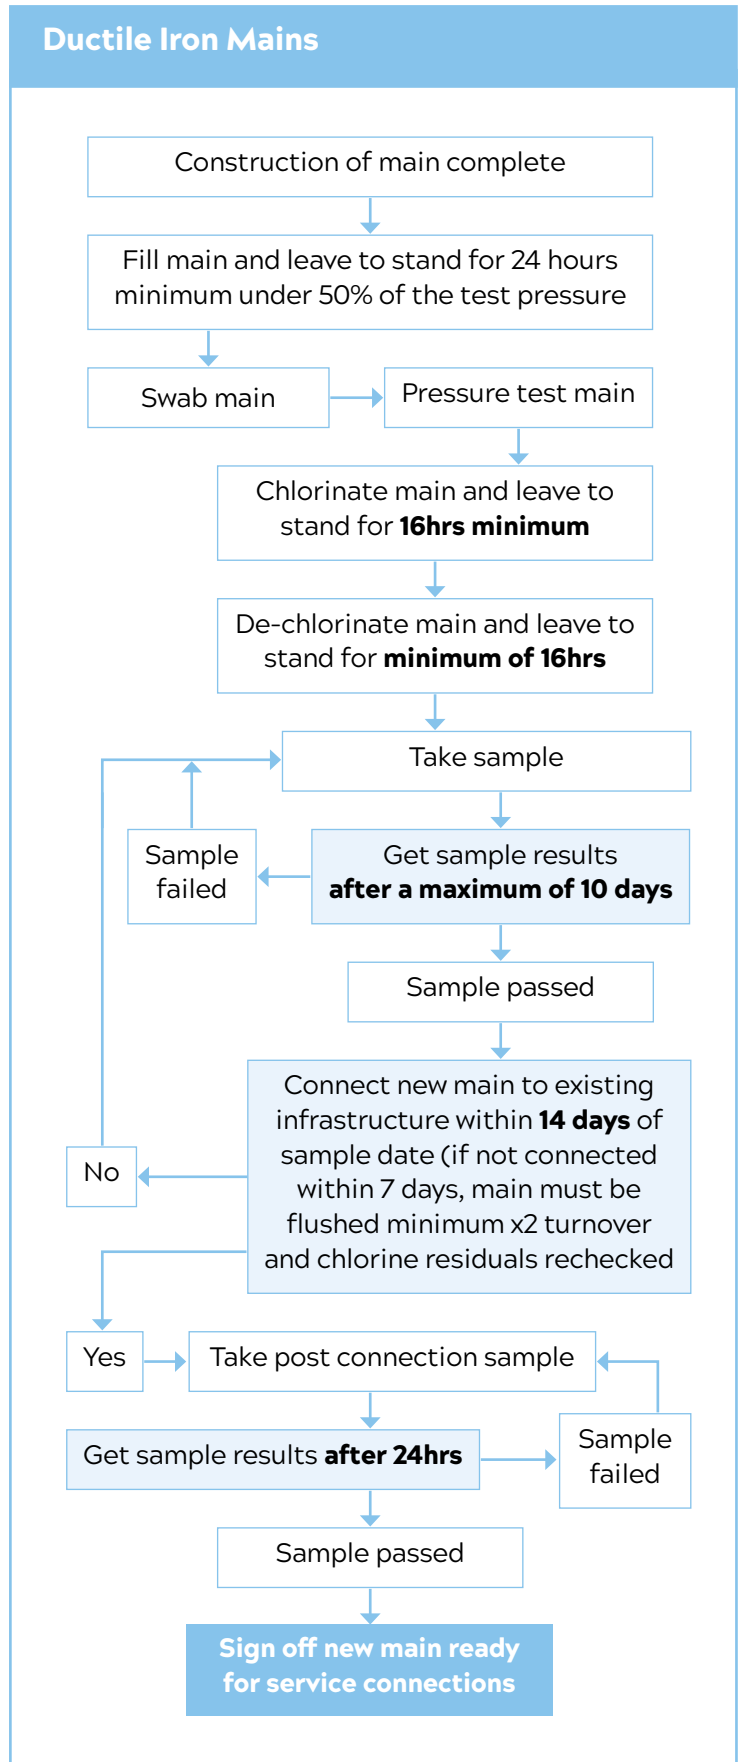 Ductile Iron Mains
Construction of main complete
Fill main and leave to stand for 24 hours
minimum under 50% of the test pressure
Swab main
Pressure test main
Chlorinate main and leave to
stand for 16hrs minimum
De-chlorinate main and leave to
stand for minimum of 16hrs
Take sample
Sample
failed
Get sample results
after a maximum of 10 days
Sample passed
Connect new main to existing
infrastructure within 14 days of
sample date (if not connected
within 7 days, main must be
flushed minimum x2 turnover
and chlorine residuals rechecked
No
Yes
Take post connection sample
Get sample results after 24hrs
Sample
failed
Sample passed
Sign off new main ready
for service connections